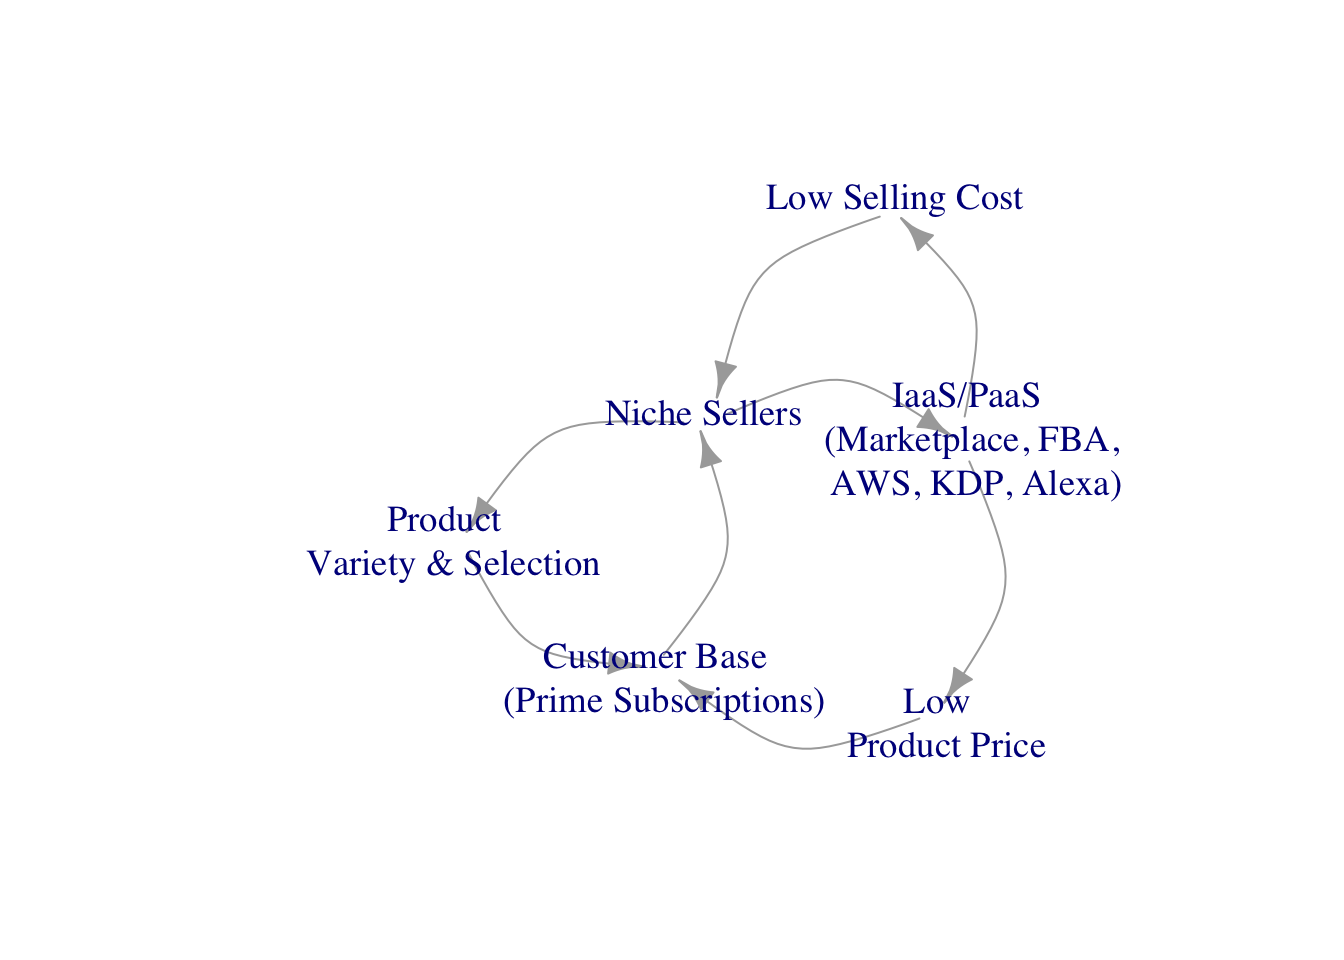 Low Selling Cost
Niche Sellers
IaaS/PaaS
(Marketplace, FBA,
AWS, KDP, Alexa)
Product
Variety & Selection
Customer Base
(Prime Subscriptions)
Low
Product Price